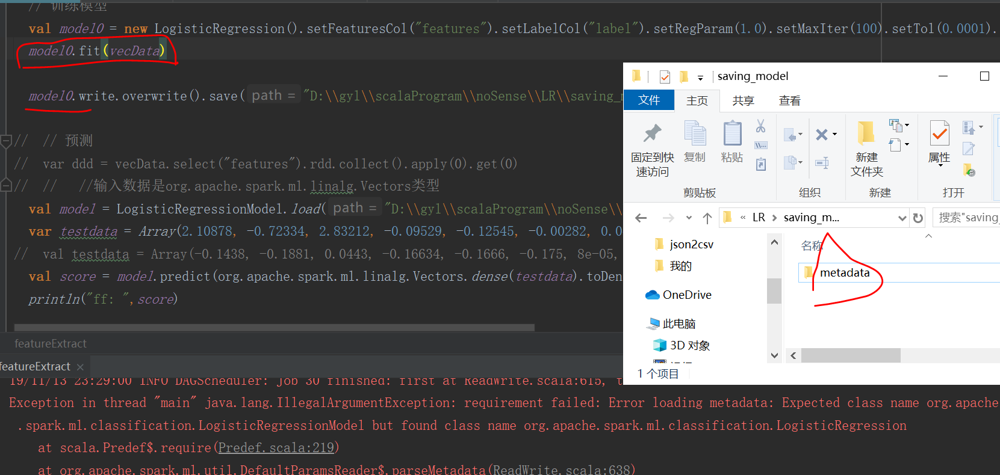 // 训练模型
val model0 = new LogisticRegression().setFeaturesCol("features").setLabelCol("label").setRegParam(1.0).setMaxIter(100).setTol(0.0001).
model0.fit(vecData)
model0.write.overwrite().save( path = "D:\\gyl\\scalaProgram\\noSense\\LR\\saving_m
// // 预测
// var ddd = vecData.select("features").rdd.collect().apply(0).get(0)
// // //输入数据是org.apache.spark.ml.linalg.Vectors类型
val model = LogisticRegressionModel.load( path = "D:\\gyl\\scalaProgram\\noSense\\
var testdata = Array(2.10878, -0.72334, 2.83212, -0.09529, -0.12545, -0.00282, 0.0
// val testdata = Array(-0.1438, -0.1881, 0.0443, -0.16634, -0.1666, -0.175, 8e-05,
val score = model.predict(org.apache.spark.ml.linalg.Vectors.dense(testdata).toDen
println("ff: ",score)
featureExtract
featureExtract ×
19/11/13 23:29:00 INFO DAGScheduler: Job 30 finished: first at ReadWrite.scala:615, t
Exception in thread "main" java.lang.IllegalArgumentException: requirement failed: Error loading metadata: Expected class name org.apache
.spark.ml.classification.LogisticRegressionModel but found class name org.apache.spark.ml.classification.LogisticRegression
at scala.Predef$.require(Predef.scala:219)
at org.apache.spark.ml.util.DefaultParamsReader$.parseMetadata(ReadWrite.scala:638)
saving_model
文件 主页 共享 查看
固定到快速访问
复制
粘贴
剪贴板
组织
新建文件夹
新建
属性
打开
« LR › saving_m...
搜索"saving_
json2csv
我的
OneDrive
此电脑
3D 对象
名称
metadata
1 个项目